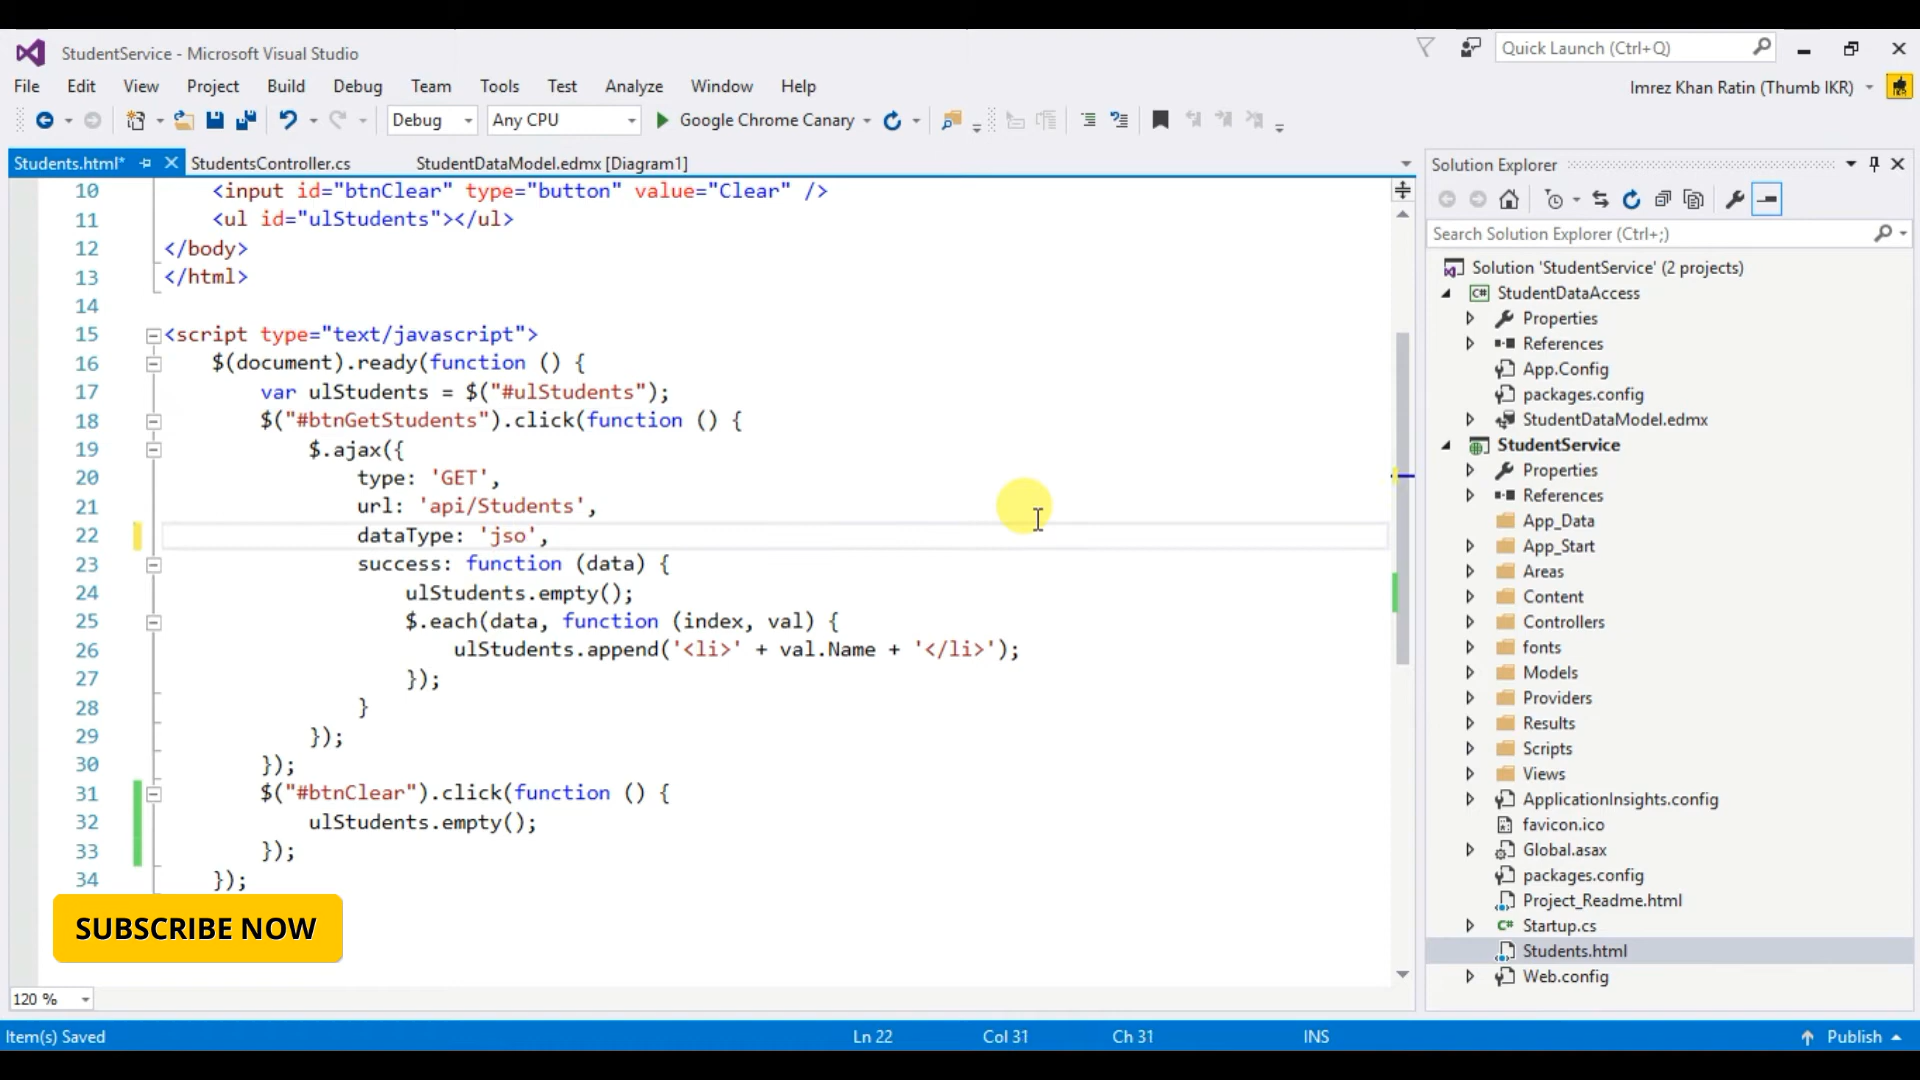 StudentService - Microsoft Visual Studio
Quick Launch (Ctrl+Q)
File Edit View Project Build Debug Team Tools Test Analyze Window Help
Imrez Khan Ratin (Thumb IKR)
Debug Any CPU Google Chrome Canary
Students.html* StudentsController.cs StudentDataModel.edmx [Diagram1]
10 <input id="btnClear" type="button" value="Clear" />
11 <ul id="ulStudents"></ul>
12 </body>
13 </html>
14
15 <script type="text/javascript">
16 $(document).ready(function () {
17 var ulStudents = $("#ulStudents");
18 $("#btnGetStudents").click(function () {
19 $.ajax({
20 type: 'GET',
21 url: 'api/Students',
22 dataType: 'jso',
23 success: function (data) {
24 ulStudents.empty();
25 $.each(data, function (index, val) {
26 ulStudents.append('<li>' + val.Name + '</li>');
27 });
28 }
29 });
30 });
31 $("#btnClear").click(function () {
32 ulStudents.empty();
33 });
34 });
SUBSCRIBE NOW
120 %
Solution Explorer
Search Solution Explorer (Ctrl+;)
Solution 'StudentService' (2 projects)
C# StudentDataAccess
Properties
References
App.Config
packages.config
StudentDataModel.edmx
StudentService
Properties
References
App_Data
App_Start
Areas
Content
Controllers
fonts
Models
Providers
Results
Scripts
Views
ApplicationInsights.config
favicon.ico
Global.asax
packages.config
Project_Readme.html
C# Startup.cs
Students.html
Web.config
Item(s) Saved Ln 22 Col 31 Ch 31 INS Publish